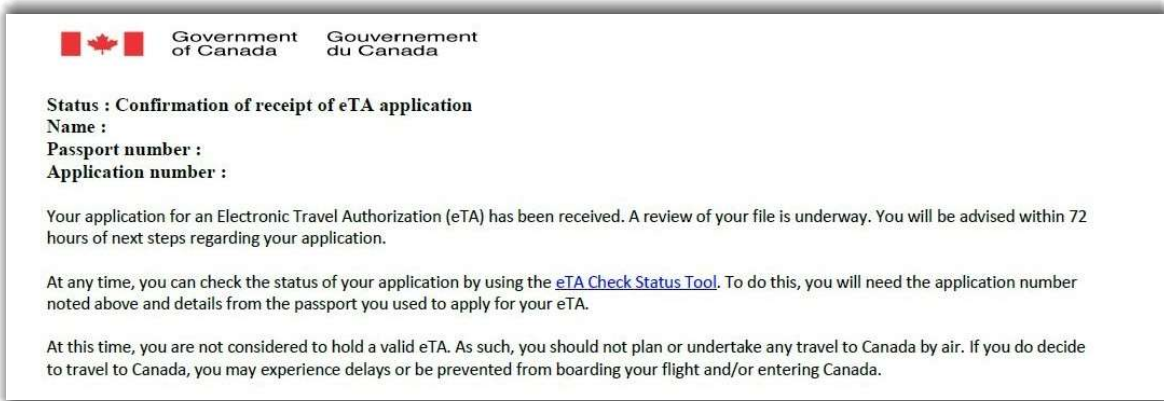 Government Gouvernement
of Canada du Canada
Status : Confirmation of receipt of eTA application
Name :
Passport number :
Application number :
Your application for an Electronic Travel Authorization (eTA) has been received. A review of your file is underway. You will be advised within 72
hours of next steps regarding your application.
At any time, you can check the status of your application by using the eTA Check Status Tool. To do this, you will need the application number
noted above and details from the passport you used to apply for your eTA.
At this time, you are not considered to hold a valid eTA. As such, you should not plan or undertake any travel to Canada by air. If you do decide
to travel to Canada, you may experience delays or be prevented from boarding your flight and/or entering Canada.